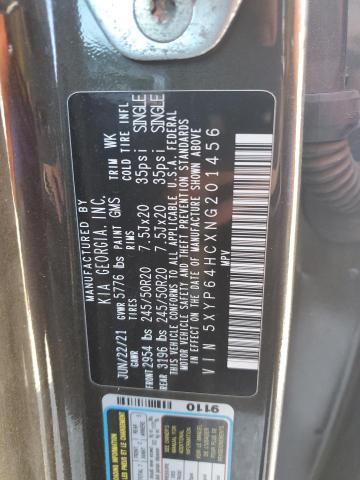 MANUFACTURED BY
KIA GEORGIA, INC.
JUN/22/21 GVWR 5776 lbs PAINT GMS TRIM WK
GAWR TIRES RIMS COLD TIRE INFL
FRONT 2954 lbs 245/50R20 7.5Jx20 35psi SINGLE
REAR 3196 lbs 245/50R20 7.5Jx20 35psi SINGLE
THIS VEHICLE CONFORMS TO ALL APPLICABLE U.S.A. FEDERAL
MOTOR VEHICLE SAFETY AND THEFT PREVENTION STANDARDS
IN EFFECT ON THE DATE OF MANUFACTURE SHOWN ABOVE.
VIN 5XYP64HCXNG201456
MPV
9110